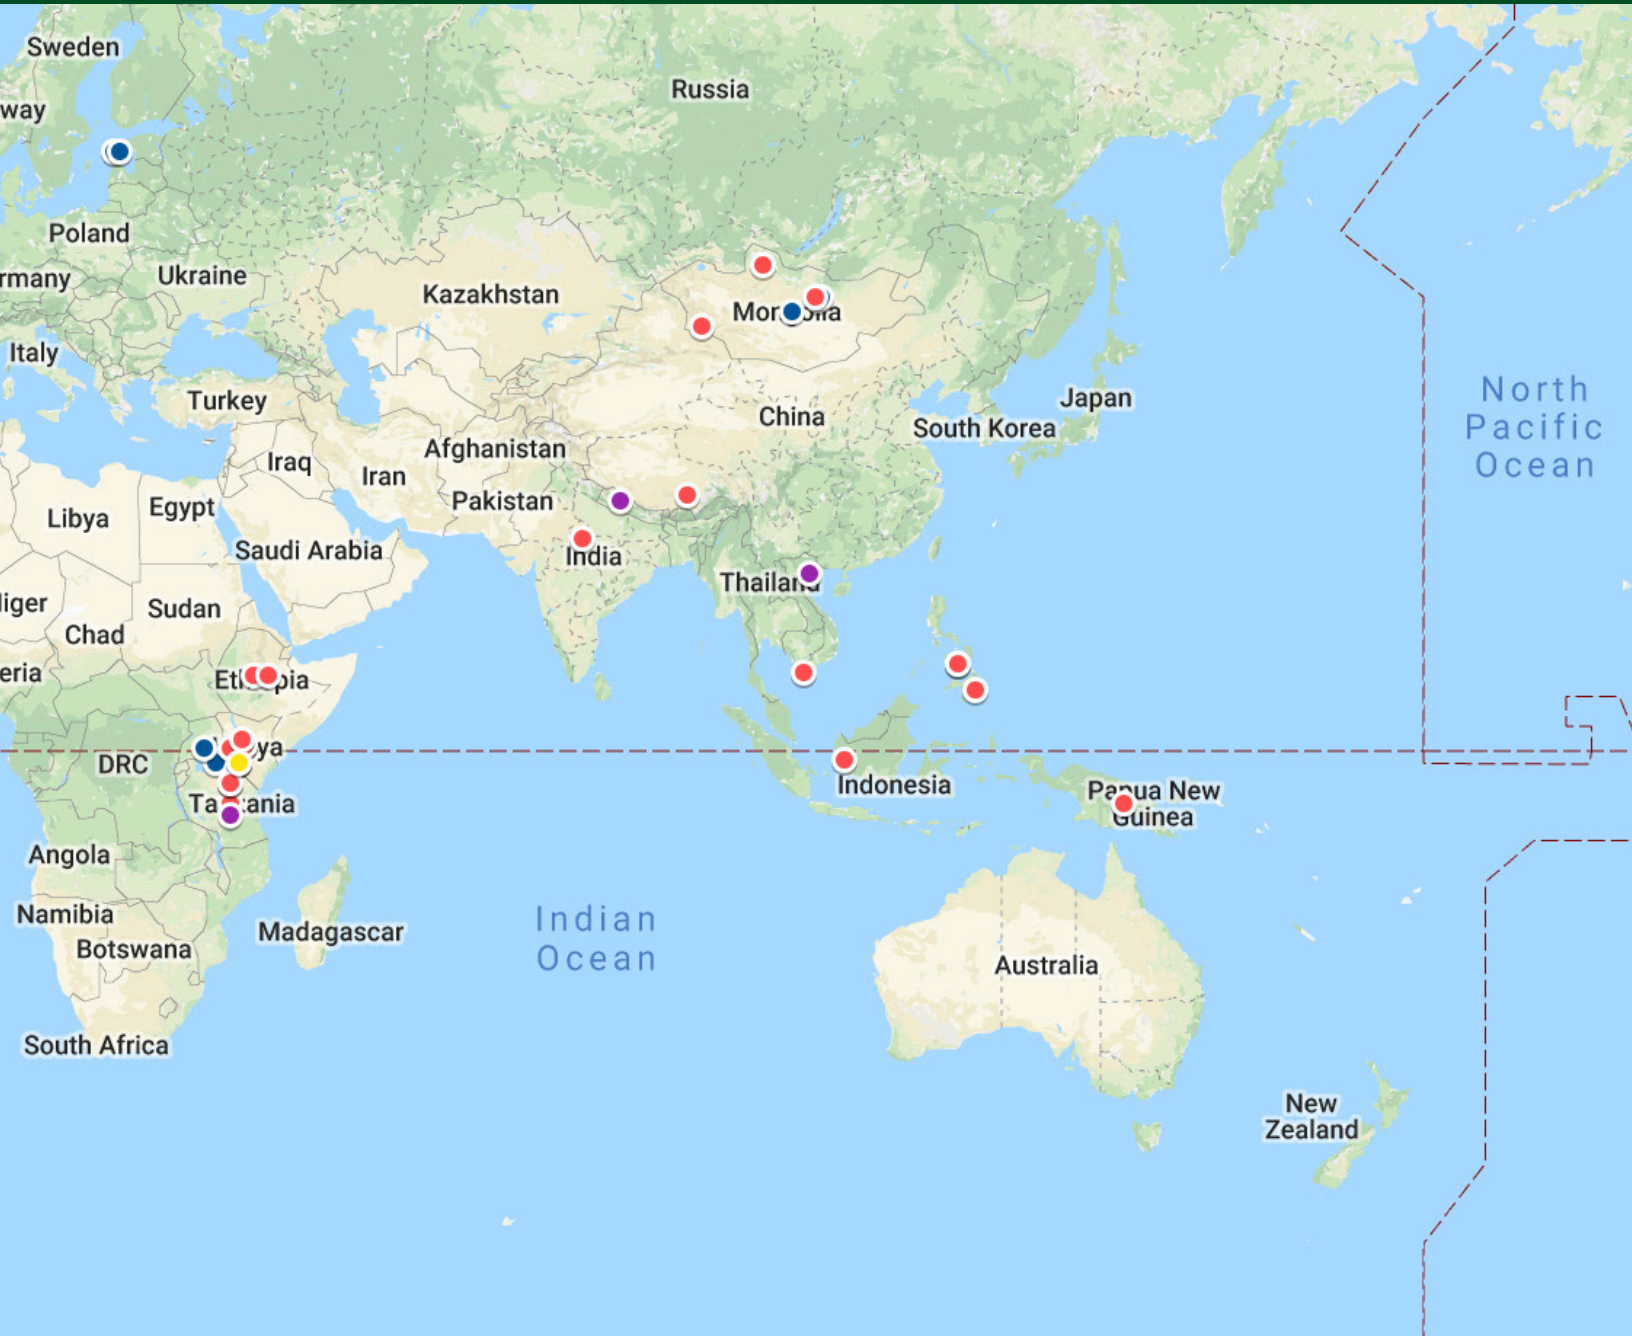 Sweden
Russia
way
Poland
Ukraine
rmany
Kazakhstan
Italy
Turkey
China
Japan
South Korea
North
Pacific
Ocean
Afghanistan
Iraq
Iran
Pakistan
Egypt
Libya
Saudi Arabia
India
Thailand
Sudan
iger
Chad
eria
ya
DRC
Indonesia
Papua New
Guinea
Angola
Namibia
Botswana
Madagascar
Indian
Ocean
Australia
South Africa
New
Zealand